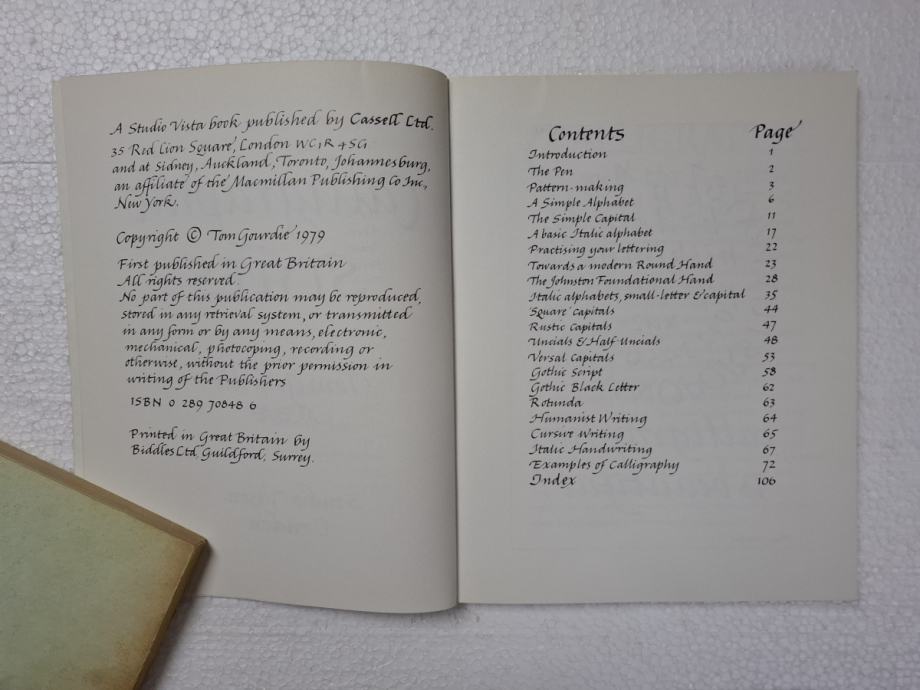 A Studio Vista book published by Cassell Ltd.
35 Red Lion Square, London WC1R 4SG
and at Sidney, Auckland, Toronto, Johannesburg,
an affiliate of the Macmillan Publishing Co Inc,
New York.
Copyright © Tom Gourdie 1979
First published in Great Britain
All rights reserved.
No part of this publication may be reproduced,
stored in any retrieval system, or transmitted
in any form or by any means, electronic,
mechanical, photocoping, recording or
otherwise, without the prior permission in
writing of the Publishers
ISBN 0 289 70848 6
Printed in Great Britain by
Biddles Ltd, Guildford, Surrey.
Contents Page
Introduction 1
The Pen 2
Pattern-making 3
A Simple Alphabet 6
The Simple Capital 11
A basic Italic alphabet 17
Practising your lettering 22
Towards a modern Round Hand 23
The Johnston Foundational Hand 28
Italic alphabets, small-letter & capital 35
'Square' Capitals 44
Rustic Capitals 47
Uncials & Half-Uncials 48
Versal Capitals 53
Gothic Script 58
Gothic Black Letter 62
Rotunda 63
Humanist Writing 64
Cursive Writing 65
Italic Handwriting 67
Examples of Calligraphy 72
Index 106